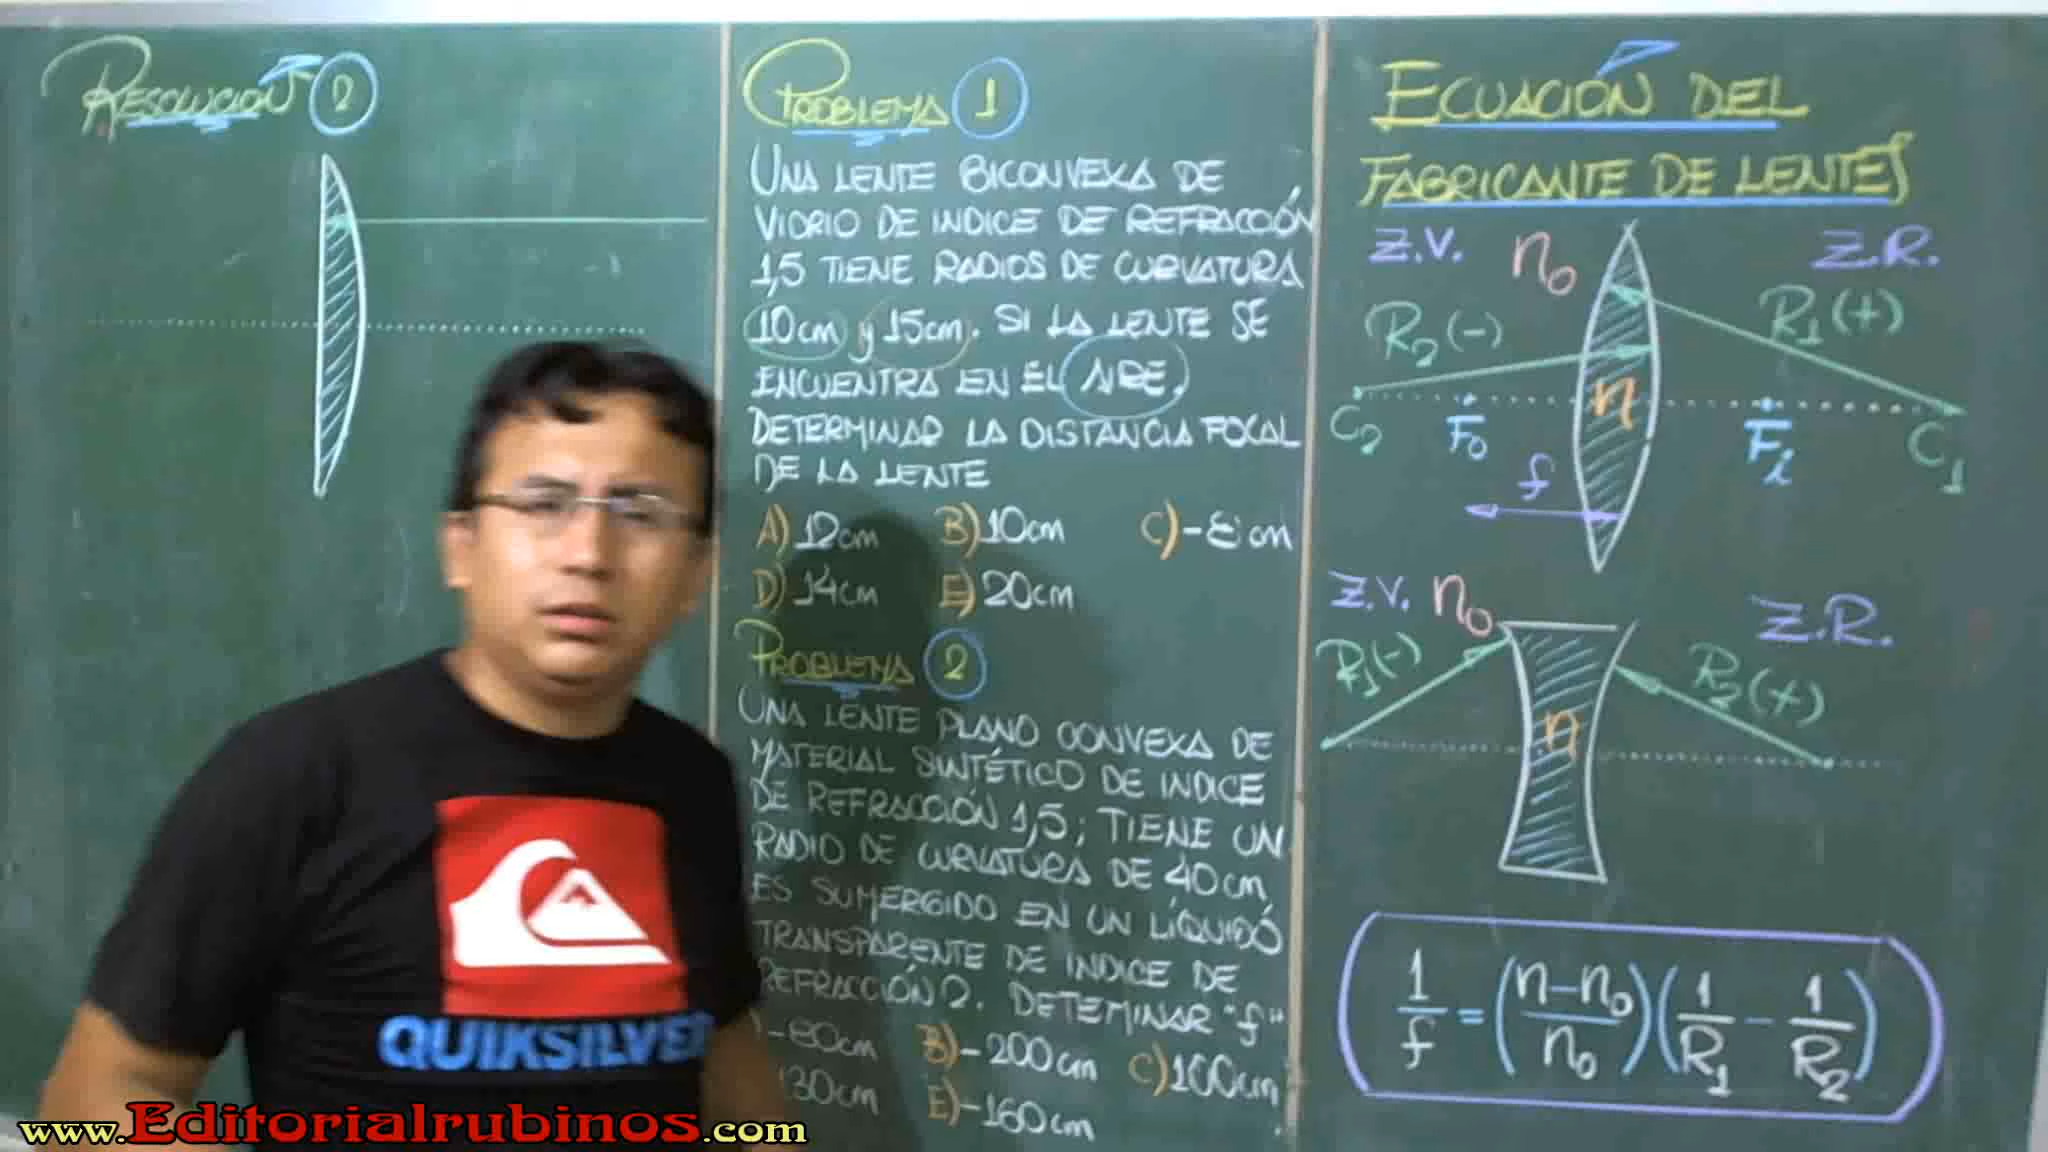 RESOLUCIÓN 2
PROBLEMA 1
UNA LENTE BICONVEXA DE
VIDRIO DE INDICE DE REFRACCIÓN
1,5 TIENE RADIOS DE CURVATURA
10cm y 15cm. SI LA LENTE SE
ENCUENTRA EN EL AIRE.
DETERMINAR LA DISTANCIA FOCAL
DE LA LENTE
A) 12cm B) 10cm C) -8cm
D) 14cm E) 20cm
PROBLEMA 2
UNA LENTE PLANO CONVEXA DE
MATERIAL SINTÉTICO DE INDICE
DE REFRACCIÓN 1,5; TIENE UN
RADIO DE CURVATURA DE 40cm
ES SUMERGIDO EN UN LÍQUIDO
TRANSPARENTE DE INDICE DE
REFRACCIÓN 2. DETEMINAR "f"
-80cm B) -200cm C) 100cm
130cm E) -160cm
ECUACIÓN DEL
FABRICANTE DE LENTES
Z.V. n₀ Z.R.
R₂(-) R₁(+)
n
C₂ F₀ Fᵢ C₁
f
Z.V. n₀ Z.R.
R₁(-) R₂(+)
n
1/f = ((n-n₀)/n₀)(1/R₁ - 1/R₂)
QUIKSILVER
www.Editorialrubinos.com